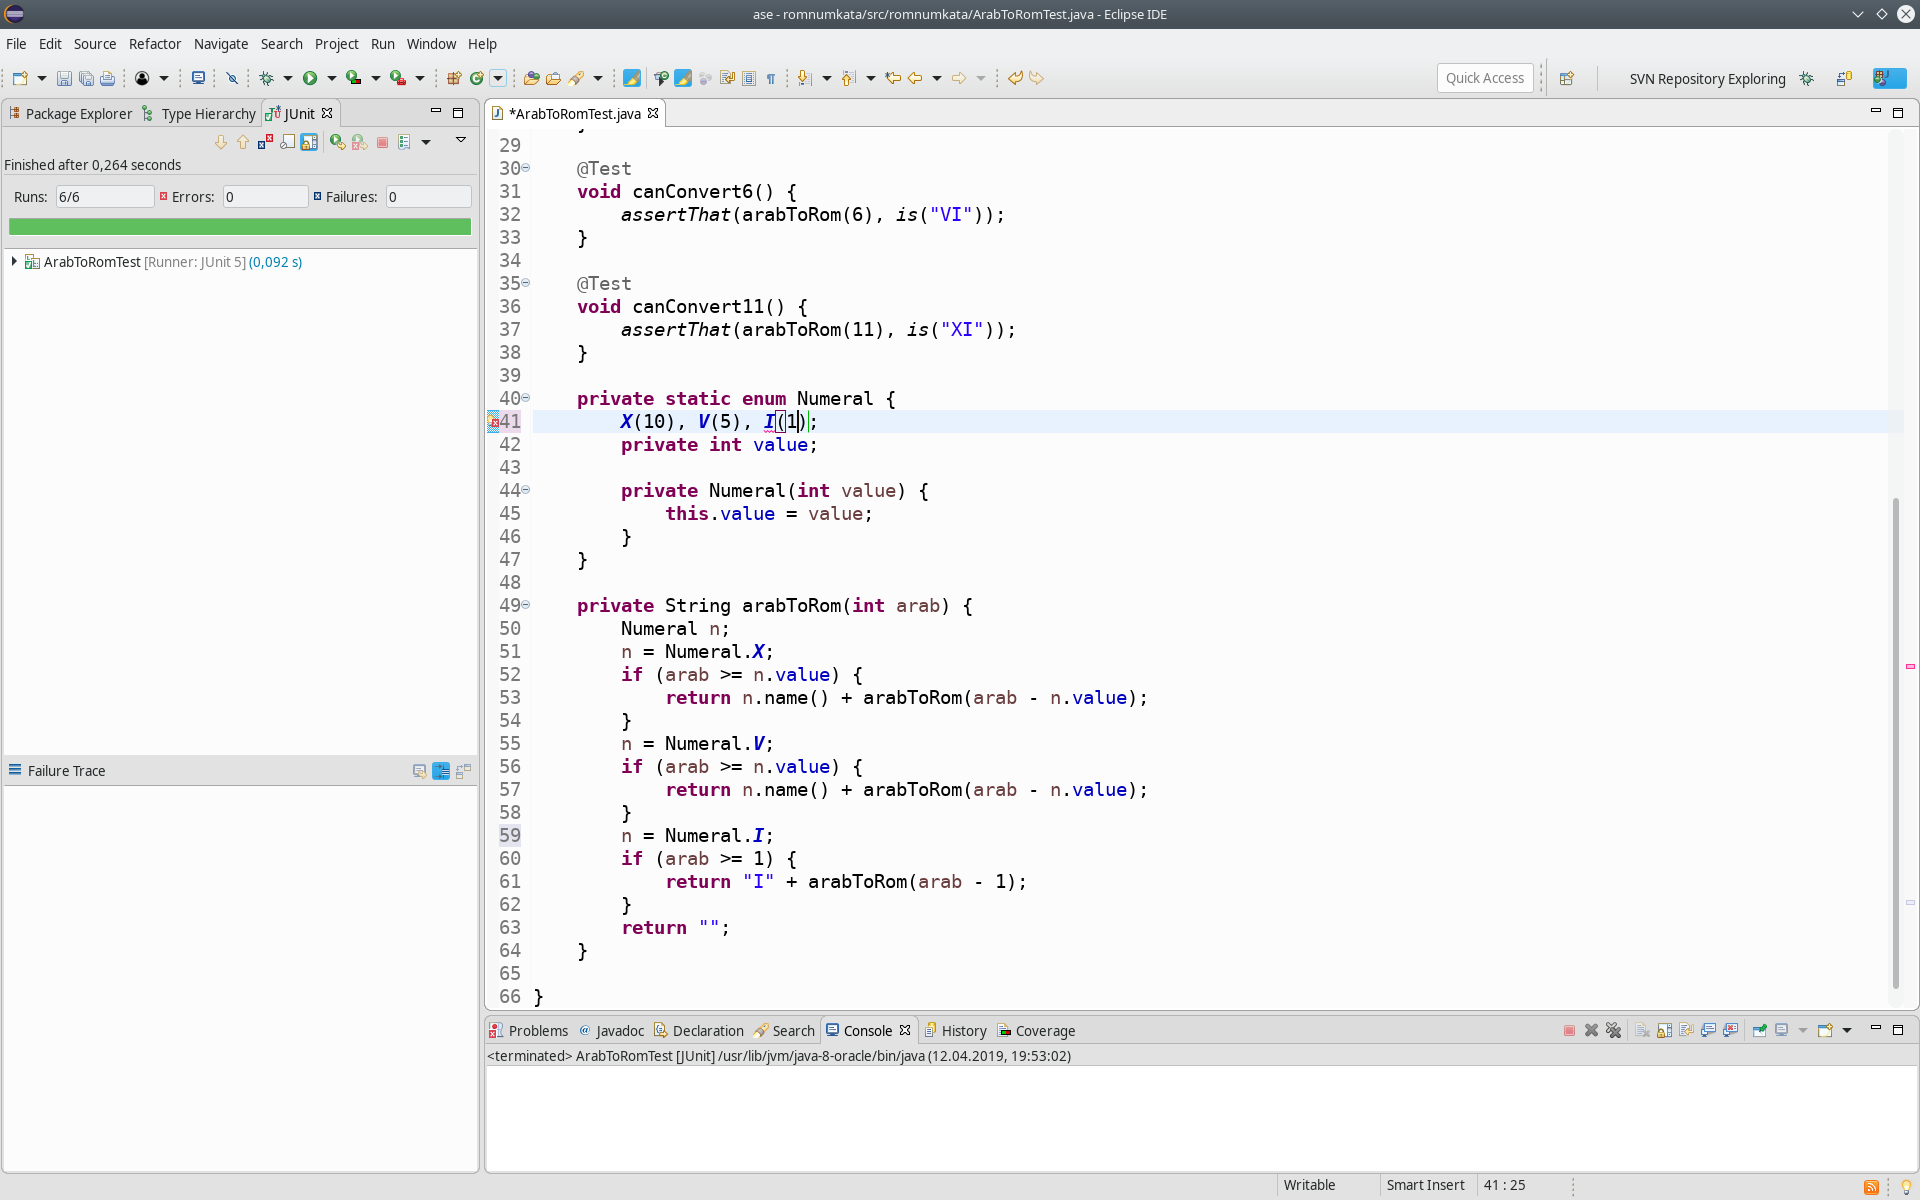 ase - romnumkata/src/romnumkata/ArabToRomTest.java - Eclipse IDE
File Edit Source Refactor Navigate Search Project Run Window Help
Quick Access
SVN Repository Exploring
Package Explorer Type Hierarchy JUnit
Finished after 0,264 seconds
Runs: 6/6 Errors: 0 Failures: 0
ArabToRomTest [Runner: JUnit 5] (0,092 s)
Failure Trace
*ArabToRomTest.java
29
30 @Test
31 void canConvert6() {
32 assertThat(arabToRom(6), is("VI"));
33 }
34
35 @Test
36 void canConvert11() {
37 assertThat(arabToRom(11), is("XI"));
38 }
39
40 private static enum Numeral {
41 X(10), V(5), I(1);
42 private int value;
43
44 private Numeral(int value) {
45 this.value = value;
46 }
47 }
48
49 private String arabToRom(int arab) {
50 Numeral n;
51 n = Numeral.X;
52 if (arab >= n.value) {
53 return n.name() + arabToRom(arab - n.value);
54 }
55 n = Numeral.V;
56 if (arab >= n.value) {
57 return n.name() + arabToRom(arab - n.value);
58 }
59 n = Numeral.I;
60 if (arab >= 1) {
61 return "I" + arabToRom(arab - 1);
62 }
63 return "";
64 }
65
66 }
Problems Javadoc Declaration Search Console History Coverage
<terminated> ArabToRomTest [JUnit] /usr/lib/jvm/java-8-oracle/bin/java (12.04.2019, 19:53:02)
Writable Smart Insert 41 : 25